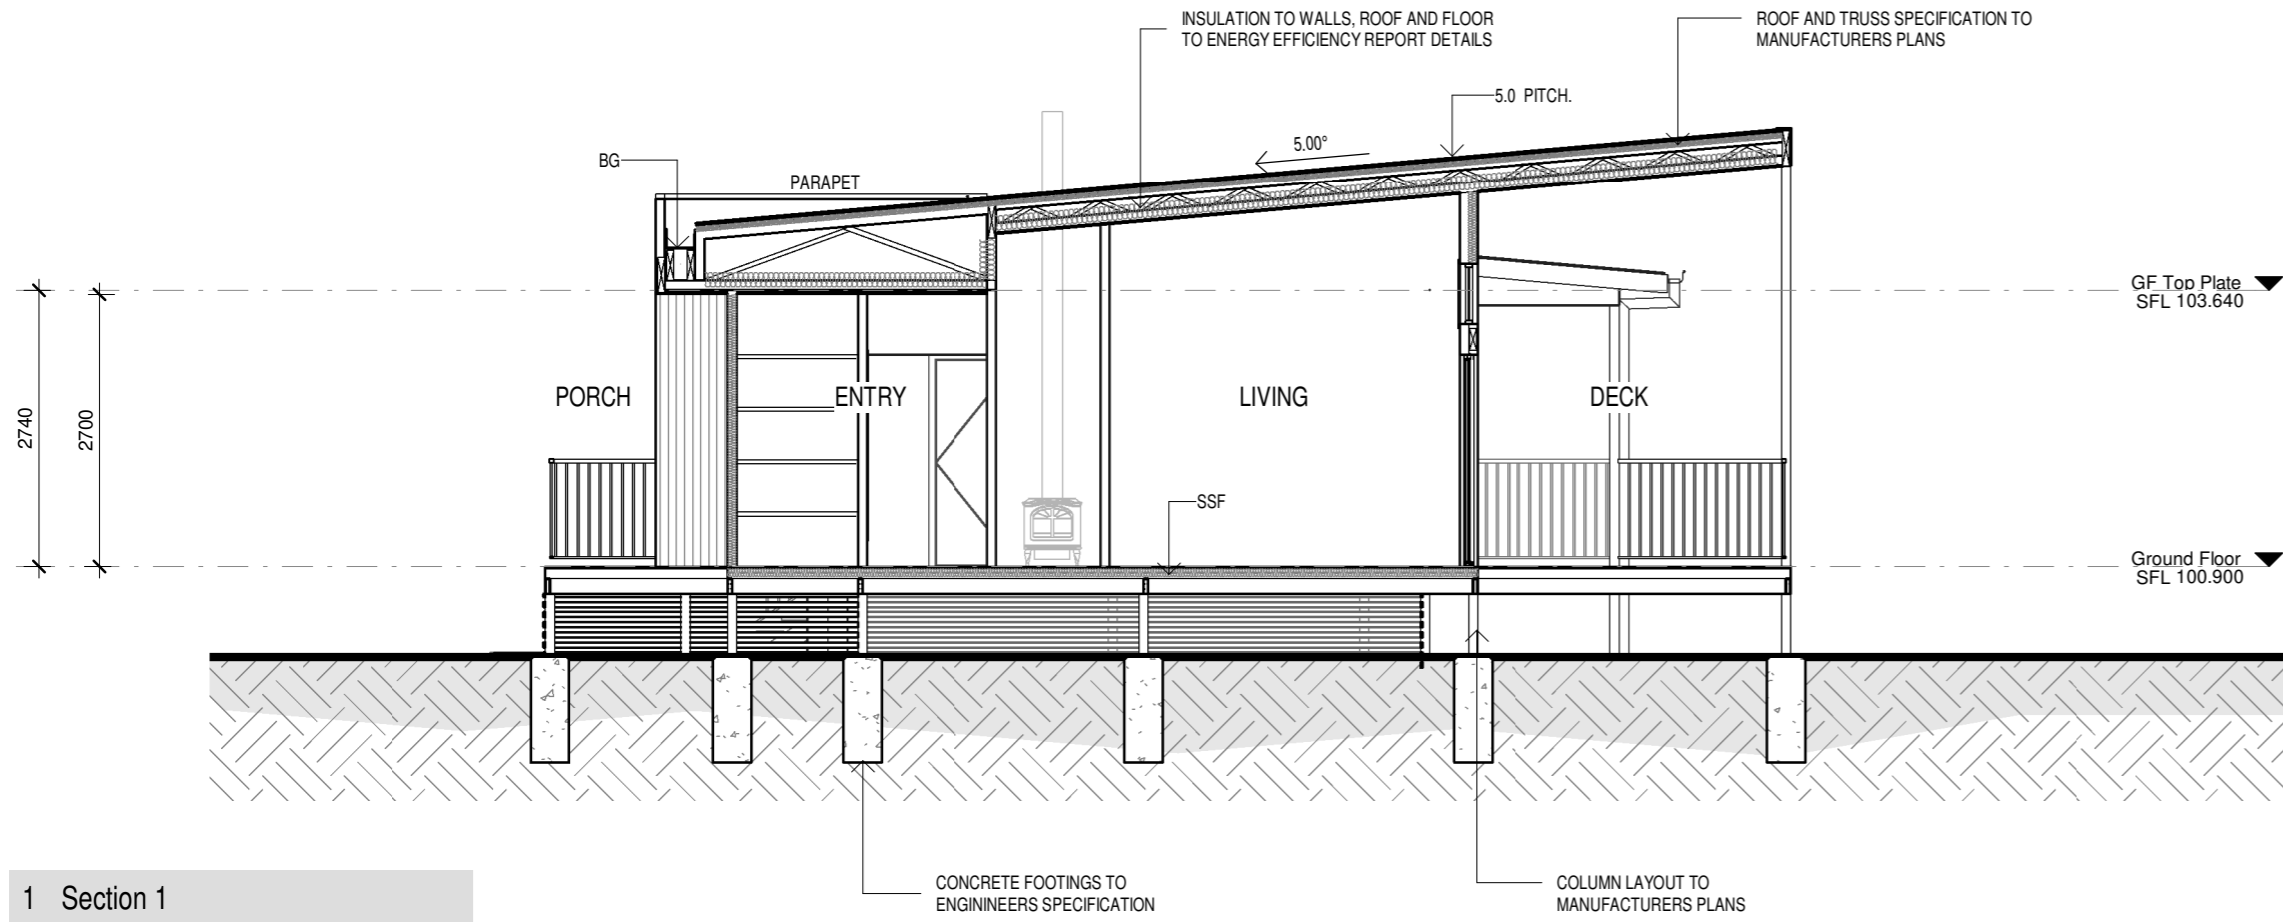 INSULATION TO WALLS, ROOF AND FLOOR
TO ENERGY EFFICIENCY REPORT DETAILS
ROOF AND TRUSS SPECIFICATION TO
MANUFACTURERS PLANS
5.0 PITCH.
5.00°
BG
PARAPET
GF Top Plate
SFL 103.640
PORCH
ENTRY
LIVING
DECK
2740
2700
SSF
Ground Floor
SFL 100.900
CONCRETE FOOTINGS TO
ENGININEERS SPECIFICATION
COLUMN LAYOUT TO
MANUFACTURERS PLANS
1 Section 1